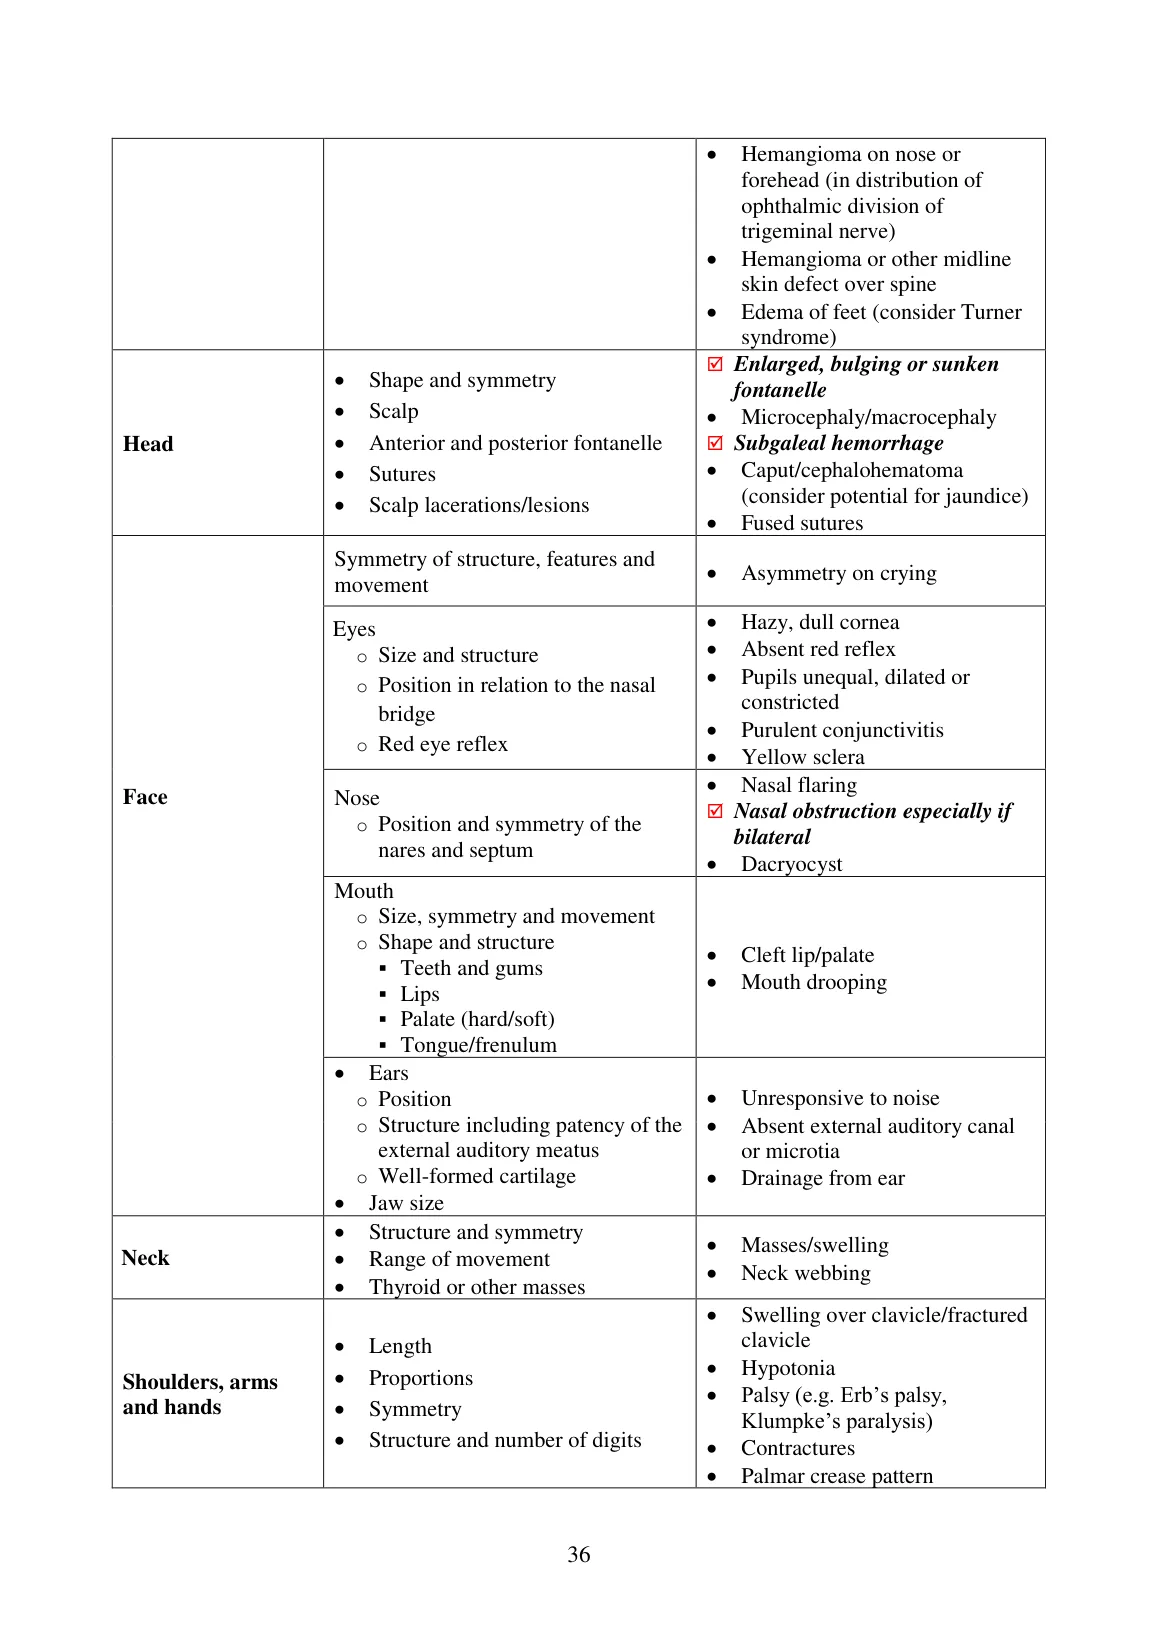 • Hemangioma on nose or
forehead (in distribution of
ophthalmic division of
trigeminal nerve)
• Hemangioma or other midline
skin defect over spine
• Edema of feet (consider Turner
syndrome)
Head
• Shape and symmetry
• Scalp
• Anterior and posterior fontanelle
• Sutures
• Scalp lacerations/lesions
☑ Enlarged, bulging or sunken
fontanelle
• Microcephaly/macrocephaly
☑ Subgaleal hemorrhage
• Caput/cephalohematoma
(consider potential for jaundice)
• Fused sutures
Face
Symmetry of structure, features and
movement
• Asymmetry on crying
Eyes
o Size and structure
o Position in relation to the nasal
bridge
o Red eye reflex
• Hazy, dull cornea
• Absent red reflex
• Pupils unequal, dilated or
constricted
• Purulent conjunctivitis
• Yellow sclera
Nose
o Position and symmetry of the
nares and septum
• Nasal flaring
☑ Nasal obstruction especially if
bilateral
• Dacryocyst
Mouth
o Size, symmetry and movement
o Shape and structure
▪ Teeth and gums
▪ Lips
▪ Palate (hard/soft)
▪ Tongue/frenulum
• Cleft lip/palate
• Mouth drooping
• Ears
o Position
o Structure including patency of the
external auditory meatus
o Well-formed cartilage
• Jaw size
• Unresponsive to noise
• Absent external auditory canal
or microtia
• Drainage from ear
Neck
• Structure and symmetry
• Range of movement
• Thyroid or other masses
• Masses/swelling
• Neck webbing
Shoulders, arms
and hands
• Length
• Proportions
• Symmetry
• Structure and number of digits
• Swelling over clavicle/fractured
clavicle
• Hypotonia
• Palsy (e.g. Erb’s palsy,
Klumpke’s paralysis)
• Contractures
• Palmar crease pattern
36